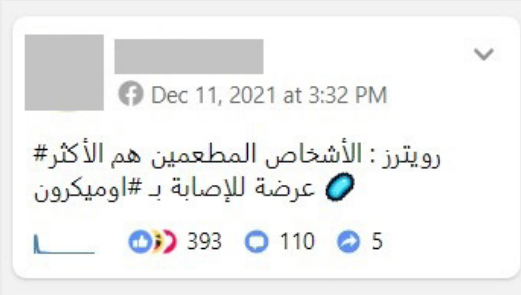 Dec 11, 2021 at 3:32 PM
#رويترز : الأشخاص المطعمين هم الأكثر
عرضة للإصابة بـ #اوميكرون
393 110 5